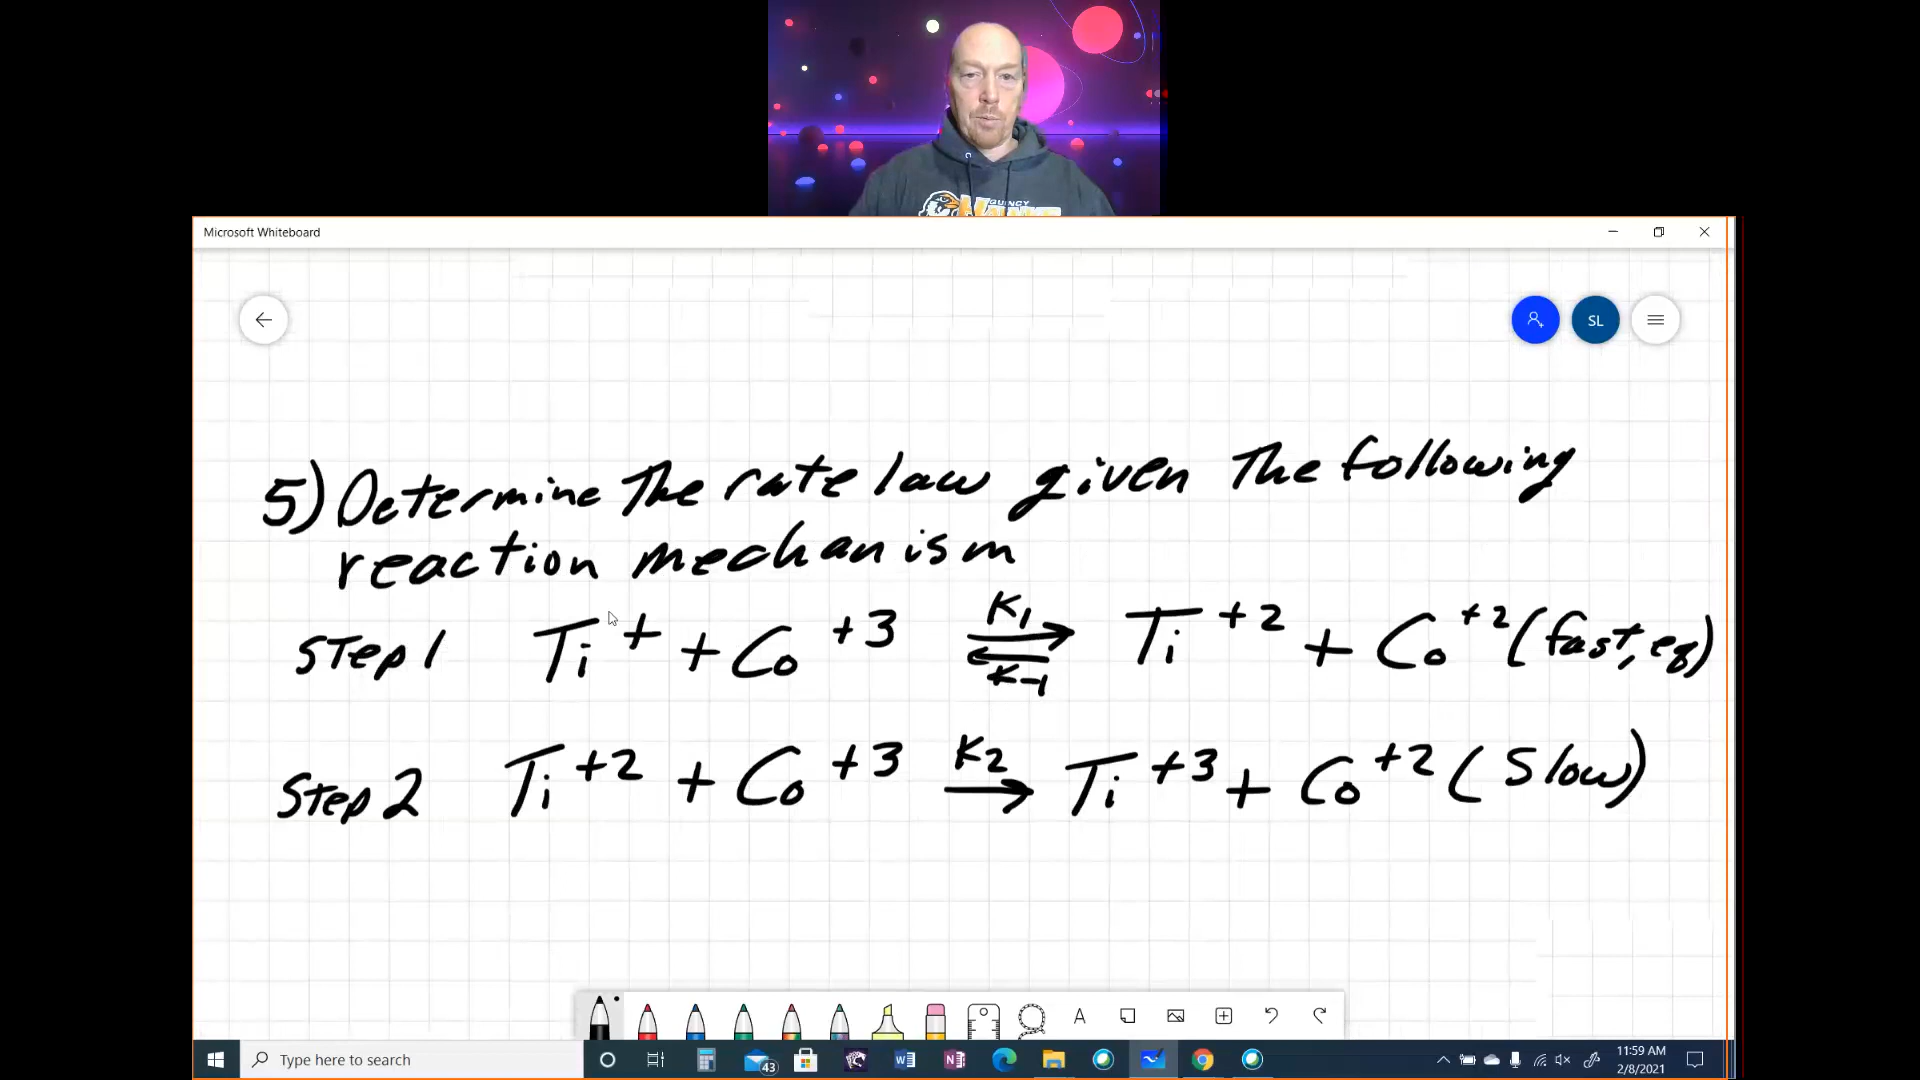 QUINCY
Microsoft Whiteboard
SL
5) Determine The rate law given The following
reaction mechanism
K1
Step 1 Ti + + Co +3 ⇌ Ti +2 + Co +2 (fast, eq)
K-1
K2
Step 2 Ti +2 + Co +3 → Ti +3 + Co +2 (Slow)
A
Type here to search
43
11:59 AM
2/8/2021